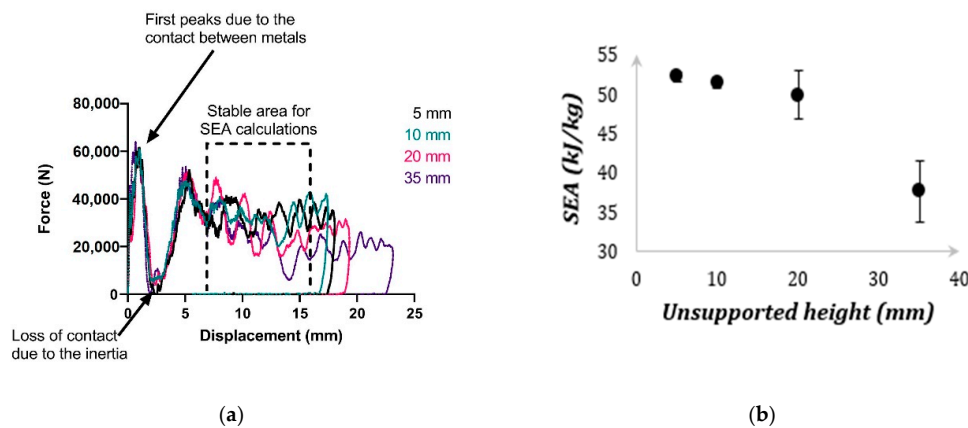 First peaks due to the
contact between metals
80,000
60,000
40,000
20,000
0
Force (N)
Stable area for
SEA calculations
5 mm
10 mm
20 mm
35 mm
0
5
10
15
20
25
Displacement (mm)
Loss of contact
due to the inertia
(a)
55
50
45
40
35
30
SEA (kJ/kg)
0
10
20
30
40
Unsupported height (mm)
(b)